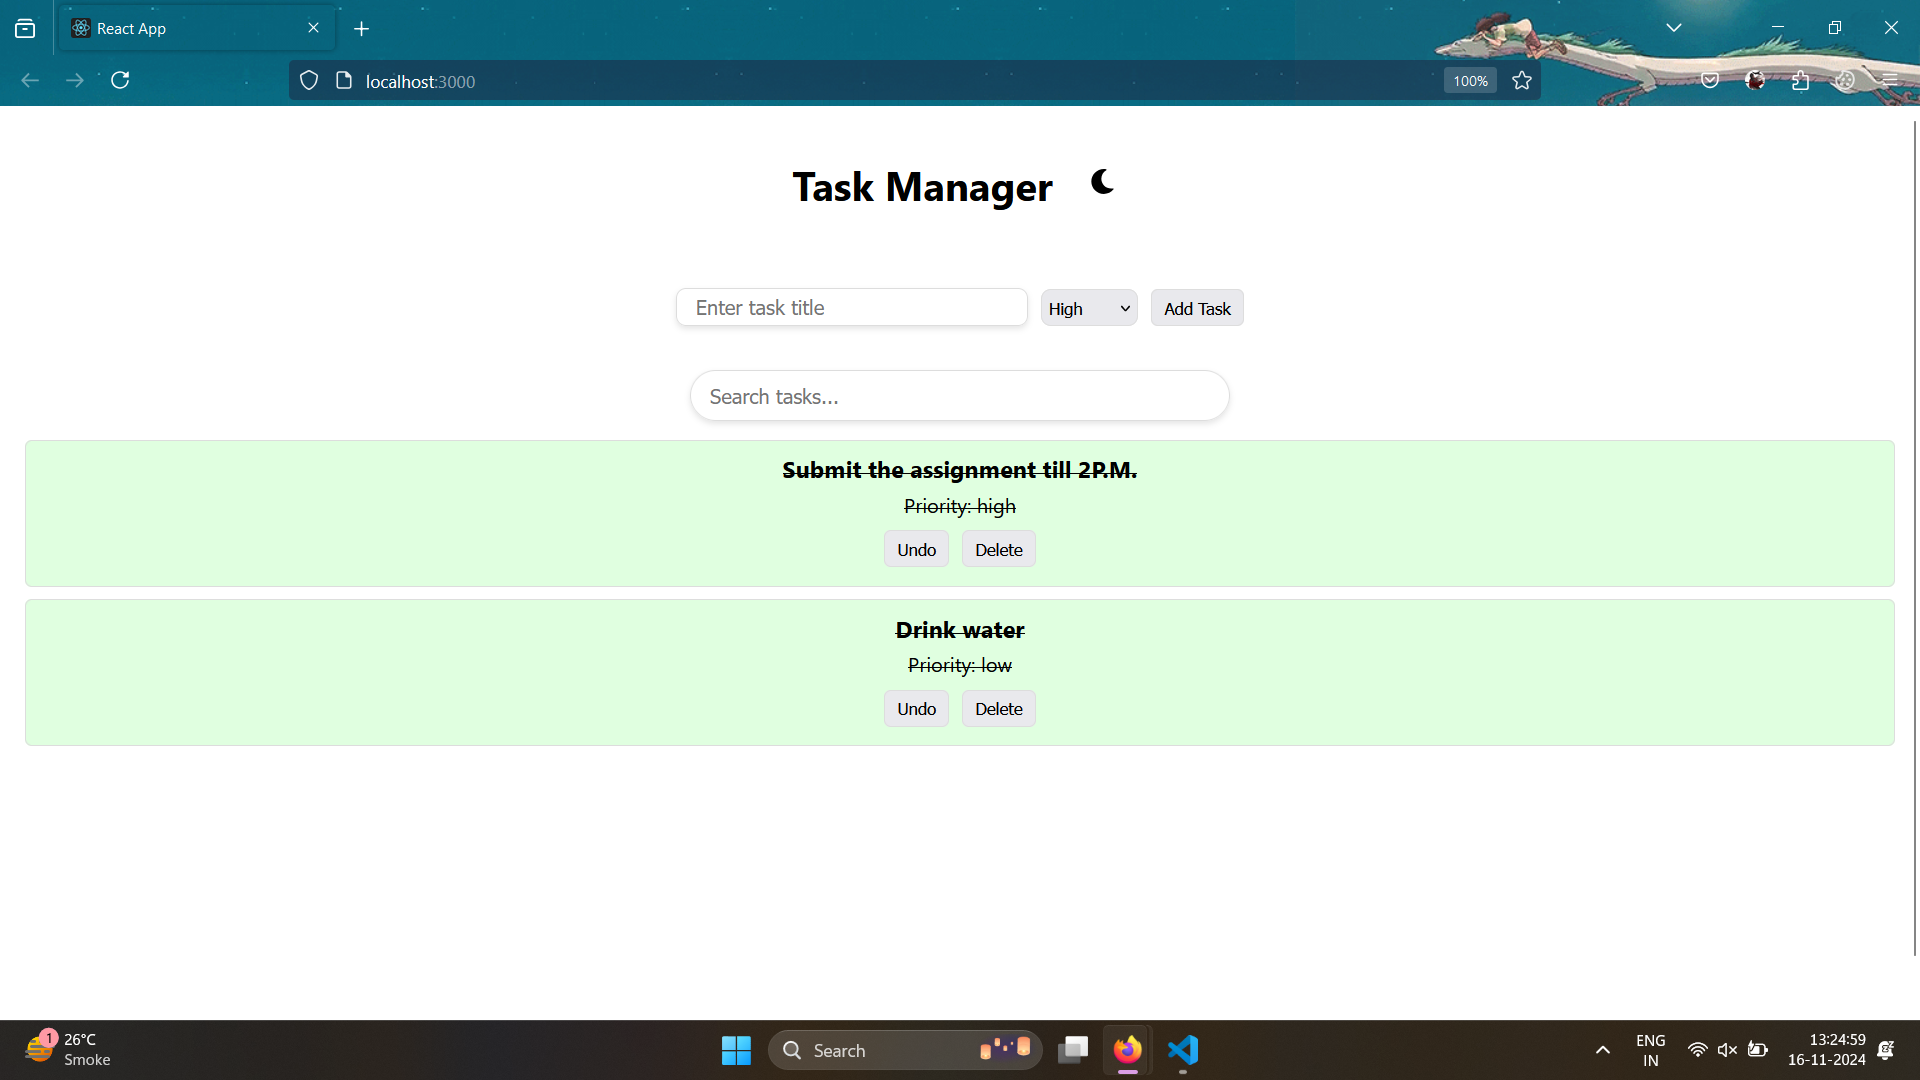 React App
localhost:3000
100%
Task Manager
Enter task title
High
Add Task
Search tasks...
Submit the assignment till 2P.M.
Priority: high
Undo Delete
Drink water
Priority: low
Undo Delete
1
26°C
Smoke
Search
ENG
IN
13:24:59
16-11-2024